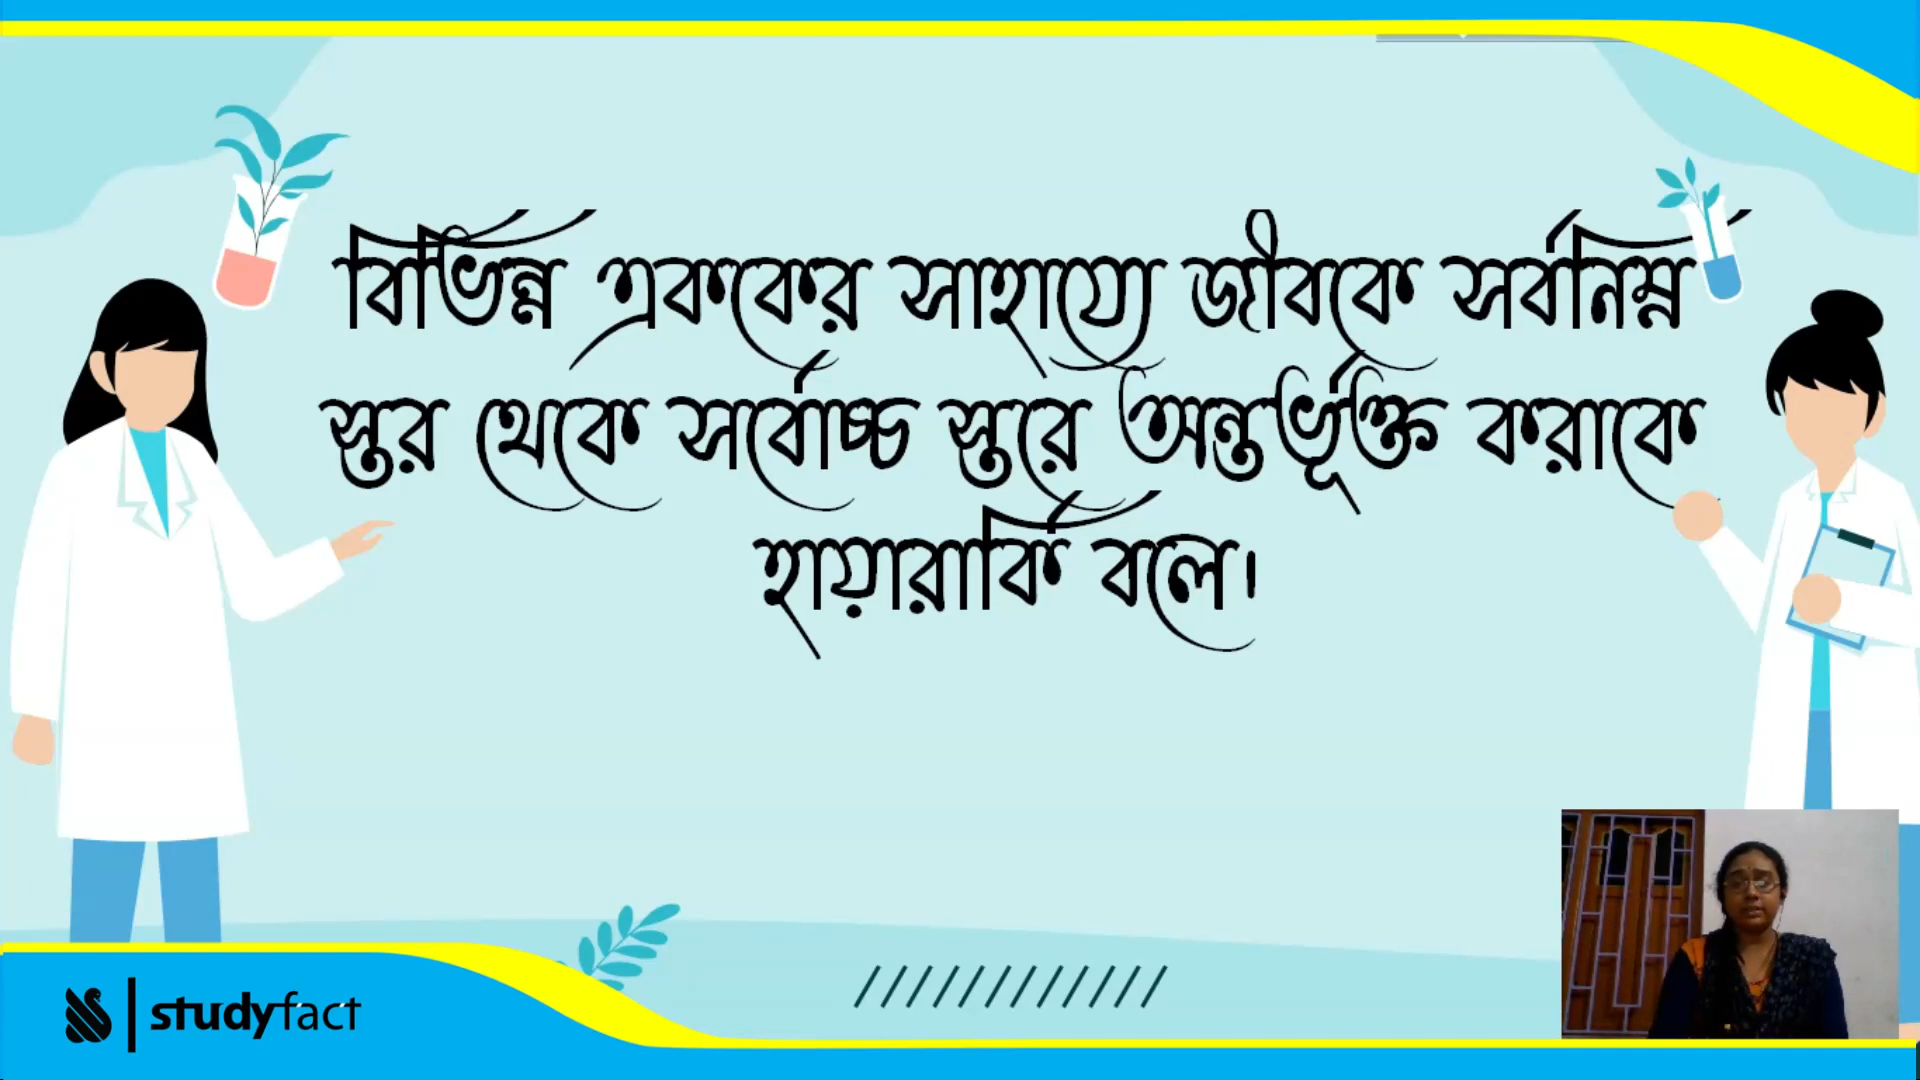 বিভিন্ন এককের সাহায্যে জীবকে সর্বনিম্ন
স্তর থেকে সর্বোচ্চ স্তরে অন্তর্ভূক্ত করাকে
হায়ারার্কি বলে।
studyfact